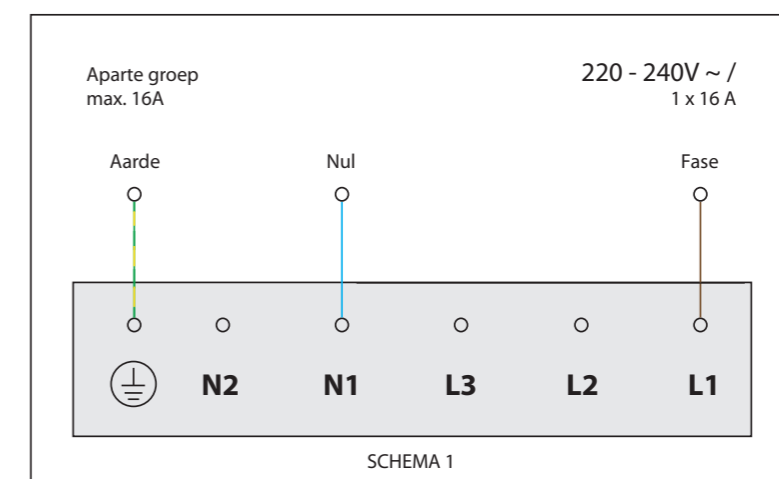 Aparte groep
max. 16A
220 - 240V ~ /
1 x 16 A
Aarde Nul Fase
N2 N1 L3 L2 L1
SCHEMA 1